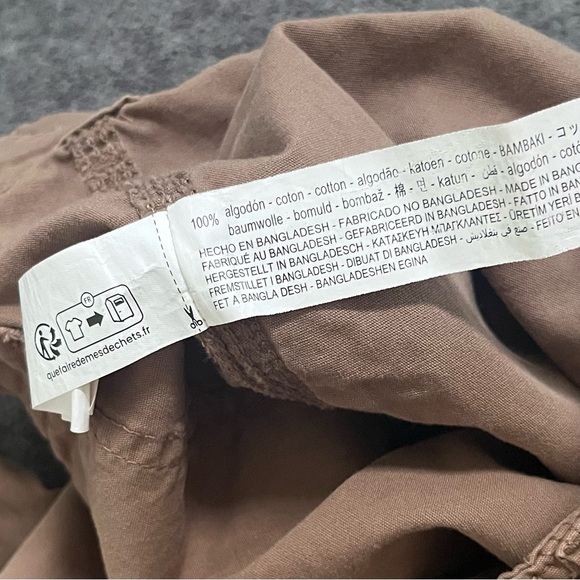 100% algodón - coton - cotton - algodão - katoen - cotone - BAMBAKI - コッ
baumwolle - bomuld - bombaž - 棉 - 면 - katun - قطن - algodón - cotó
HECHO EN BANGLADESH - FABRICADO NO BANGLADESH - MADE IN BANG
FABRIQUÉ AU BANGLADESH - GEFABRICEERD IN BANGLADESH - FATTO IN BAN
HERGESTELLT IN BANGLADESCH - ΚΑΤΑΣΚΕΥΗ ΜΠΑΓΚΛΑΝΤΕΣ - ÜRETİM YERİ B
FREMSTILLET I BANGLADESH - DIBUAT DI BANGLADESH - صنع في بنغلاديش - FEITO EN
FET A BANGLA DESH - BANGLADESHEN EGINA
FR
quefairedemesdechets.fr